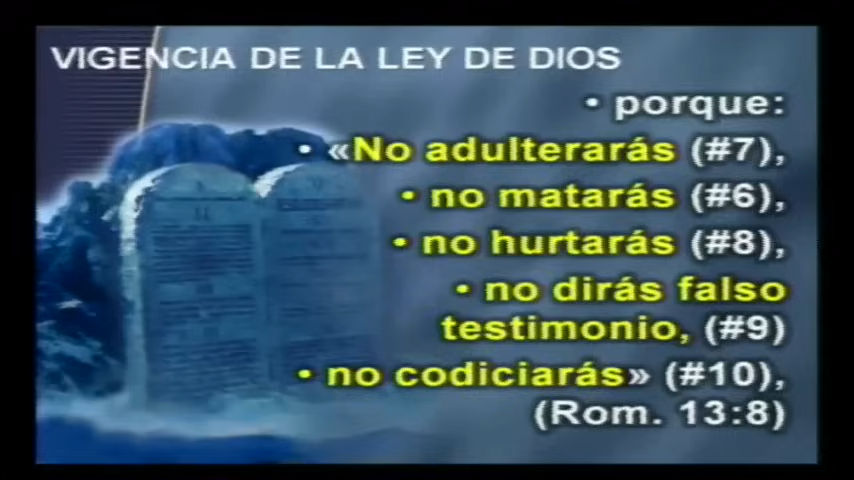 VIGENCIA DE LA LEY DE DIOS
• porque:
• «No adulterarás (#7),
• no matarás (#6),
• no hurtarás (#8),
• no dirás falso
testimonio, (#9)
• no codiciarás» (#10),
(Rom. 13:8)